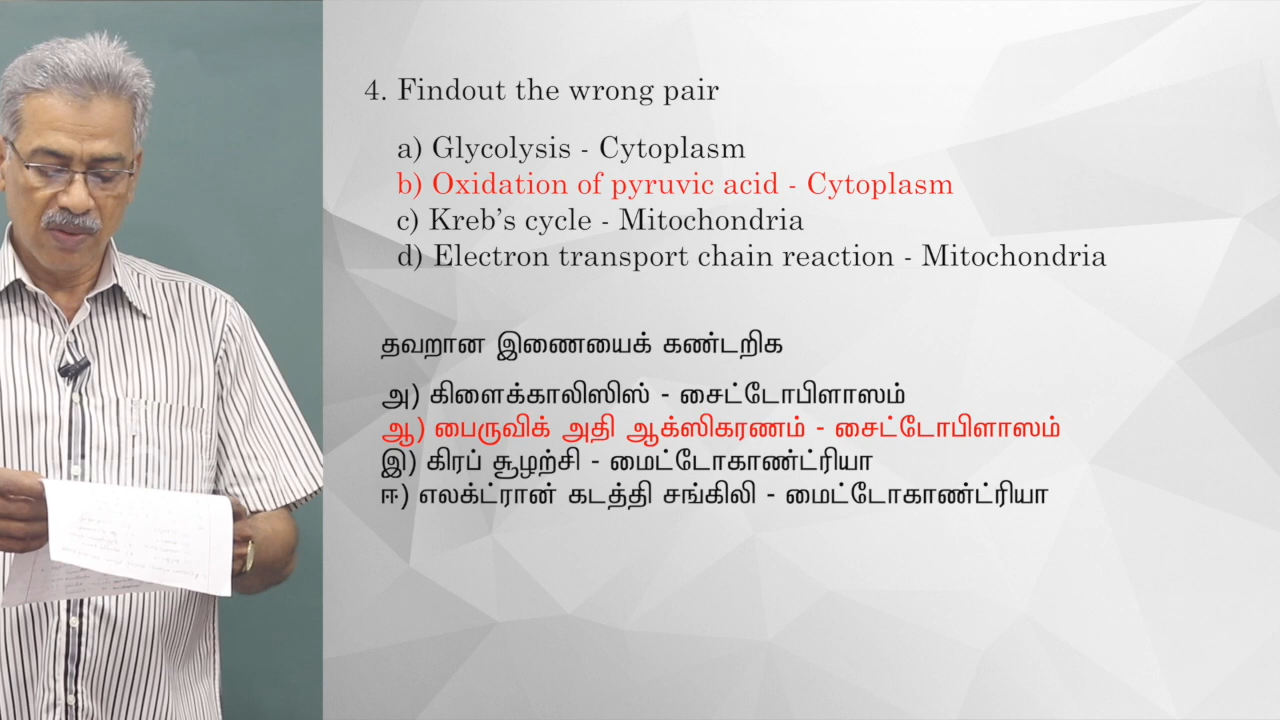 4. Findout the wrong pair
a) Glycolysis - Cytoplasm
b) Oxidation of pyruvic acid - Cytoplasm
c) Kreb’s cycle - Mitochondria
d) Electron transport chain reaction - Mitochondria
தவறான இணையைக் கண்டறிக
அ) கிளைக்காலிஸிஸ் - சைட்டோபிளாஸம்
ஆ) பைருவிக் அதி ஆக்ஸிகரணம் - சைட்டோபிளாஸம்
இ) கிரப் சூழற்சி - மைட்டோகாண்ட்ரியா
ஈ) எலக்ட்ரான் கடத்தி சங்கிலி - மைட்டோகாண்ட்ரியா